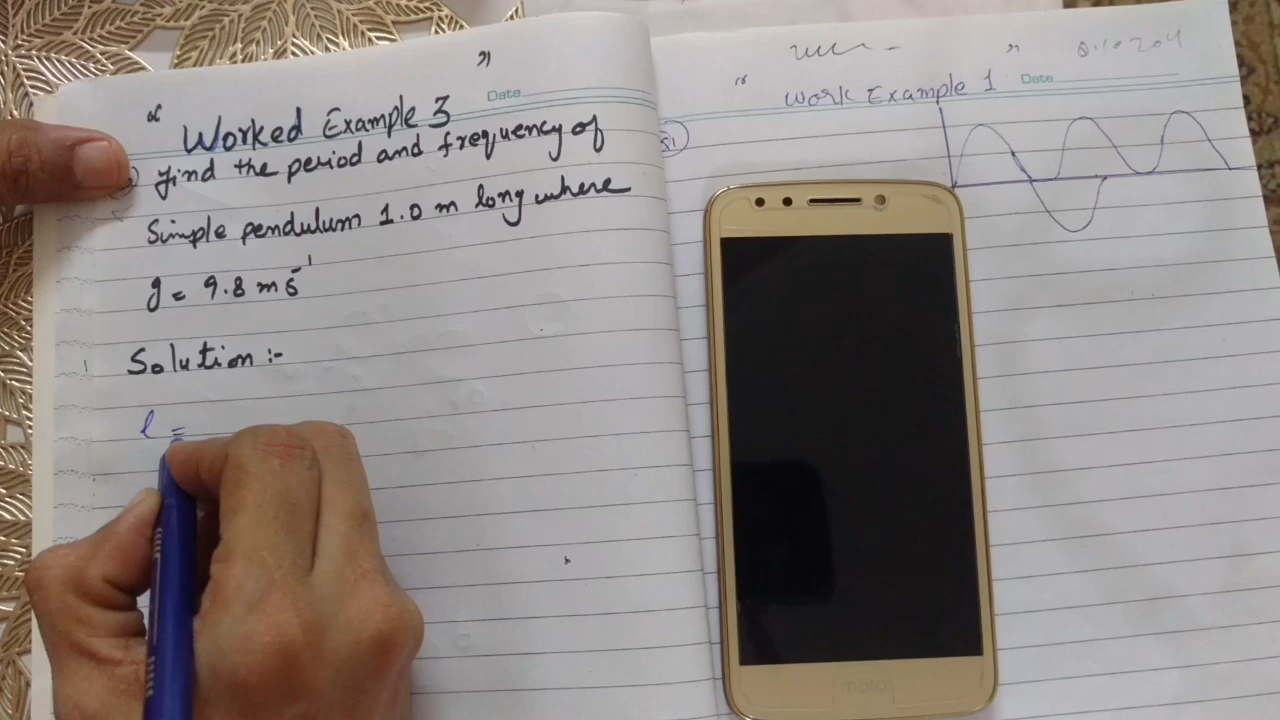 “ Worked Example 3 ”
Date
find the period and frequency of
Simple pendulum 1.0 m long where
g = 9.8 m s⁻¹
Solution :-
l =
“ ”
Date
Work Example 1
moto